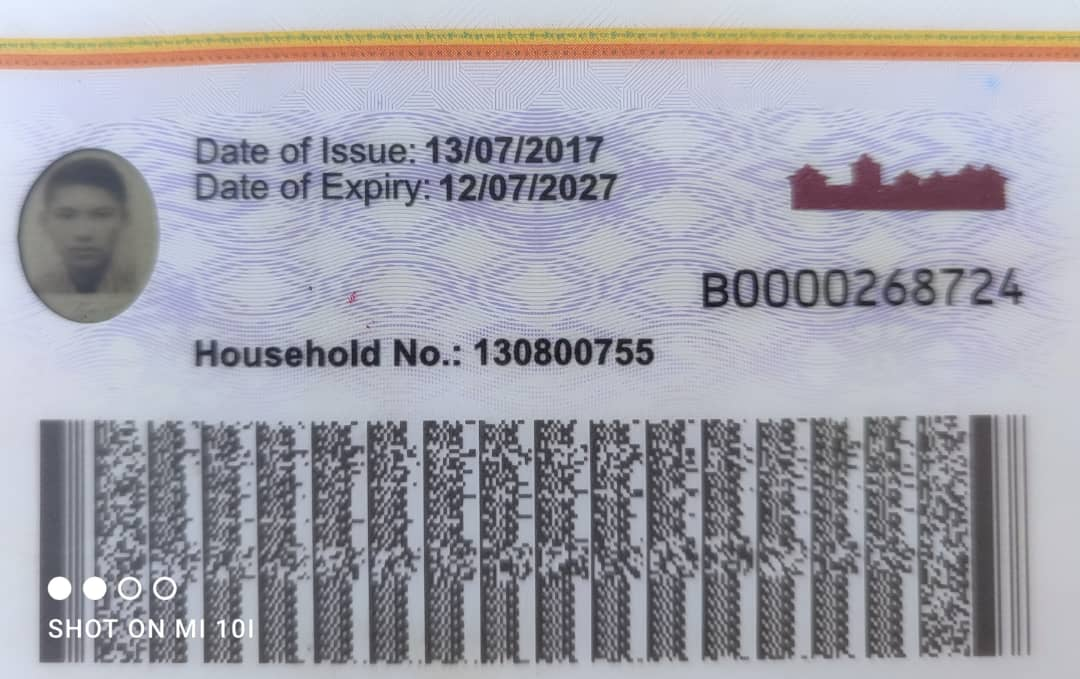 Date of Issue: 13/07/2017
Date of Expiry: 12/07/2027
B0000268724
Household No.: 130800755
SHOT ON MI 10I